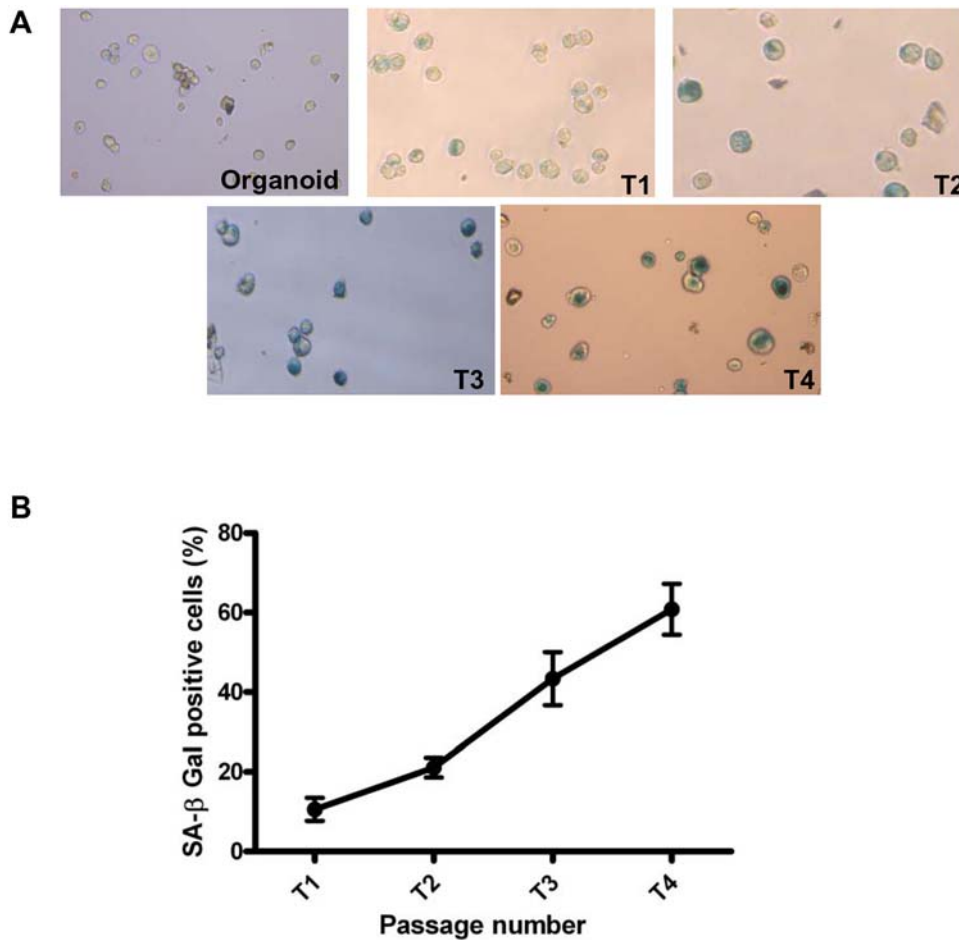 A
Organoid
T1
T2
T3
T4
B
SA-β Gal positive cells (%)
80
60
40
20
0
T1
T2
T3
T4
Passage number